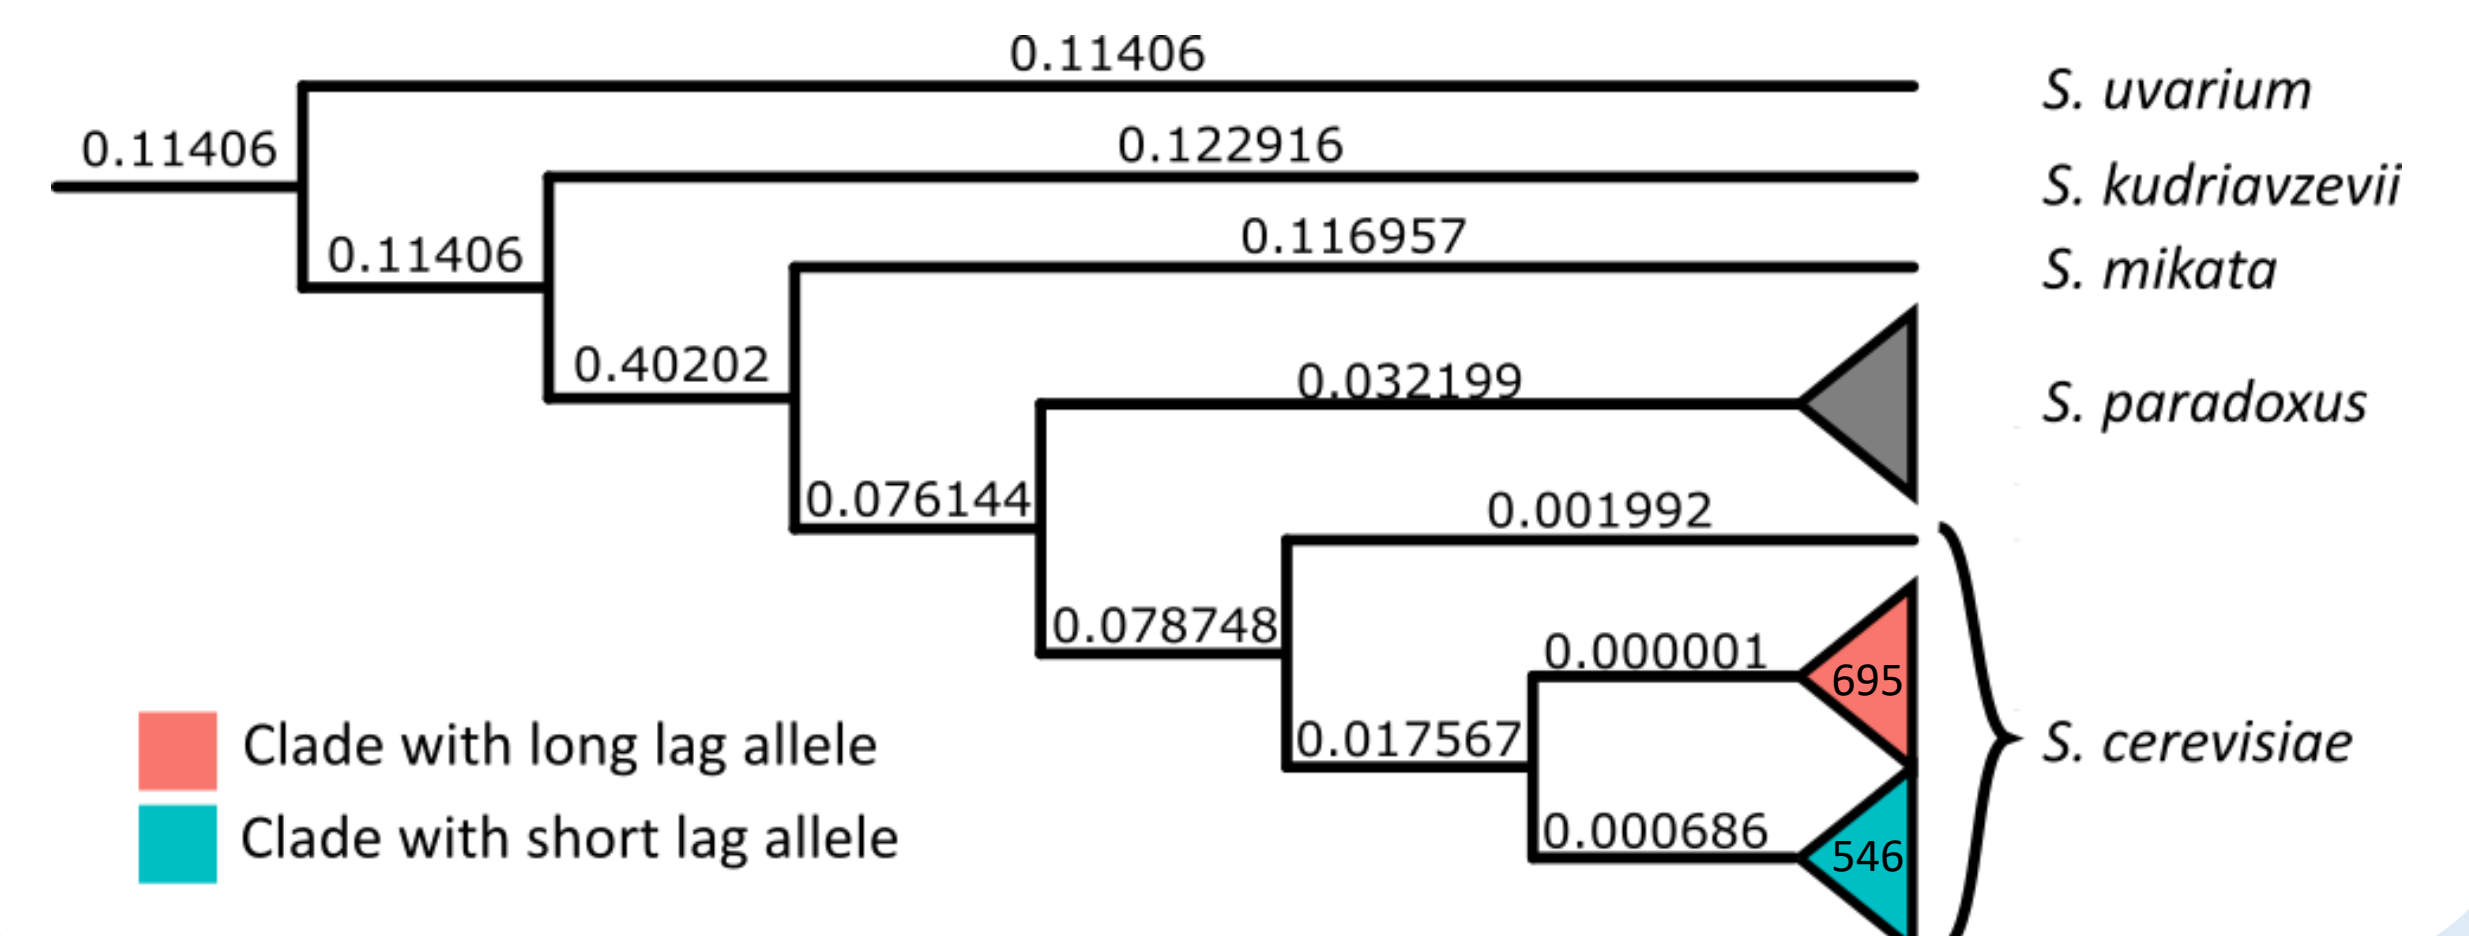 0.11406
S. uvarium
0.11406
0.122916
S. kudriavzevii
0.11406
0.116957
S. mikata
0.40202
0.032199
S. paradoxus
0.076144
0.001992
0.078748
0.000001
695
0.017567
S. cerevisiae
Clade with long lag allele
0.000686
546
Clade with short lag allele